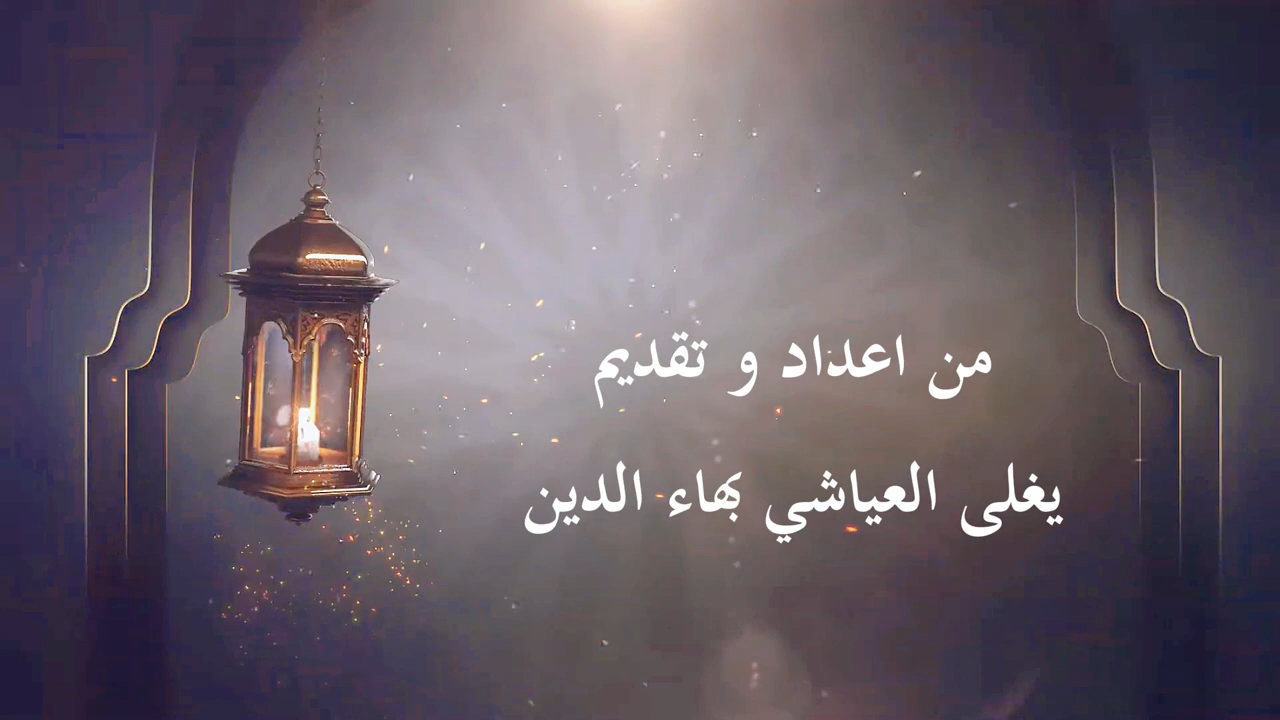 من اعداد و تقديم
يغلى العياشي بهاء الدين